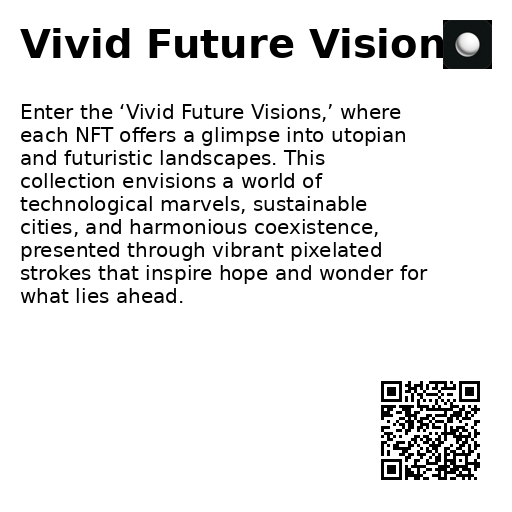 Vivid Future Vision
Enter the ‘Vivid Future Visions,’ where
each NFT offers a glimpse into utopian
and futuristic landscapes. This
collection envisions a world of
technological marvels, sustainable
cities, and harmonious coexistence,
presented through vibrant pixelated
strokes that inspire hope and wonder for
what lies ahead.